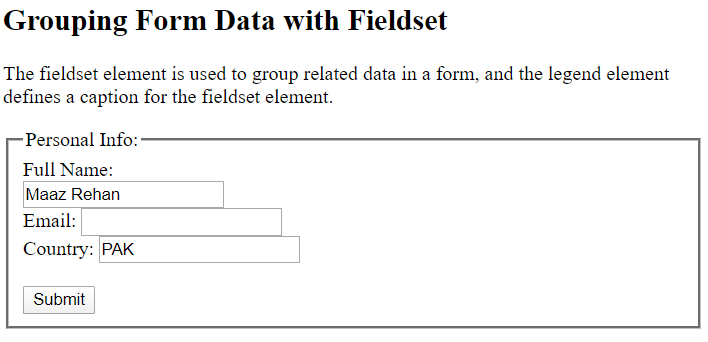 Grouping Form Data with Fieldset
The fieldset element is used to group related data in a form, and the legend element
defines a caption for the fieldset element.
Personal Info:
Full Name:
Maaz Rehan
Email:
Country: PAK
Submit